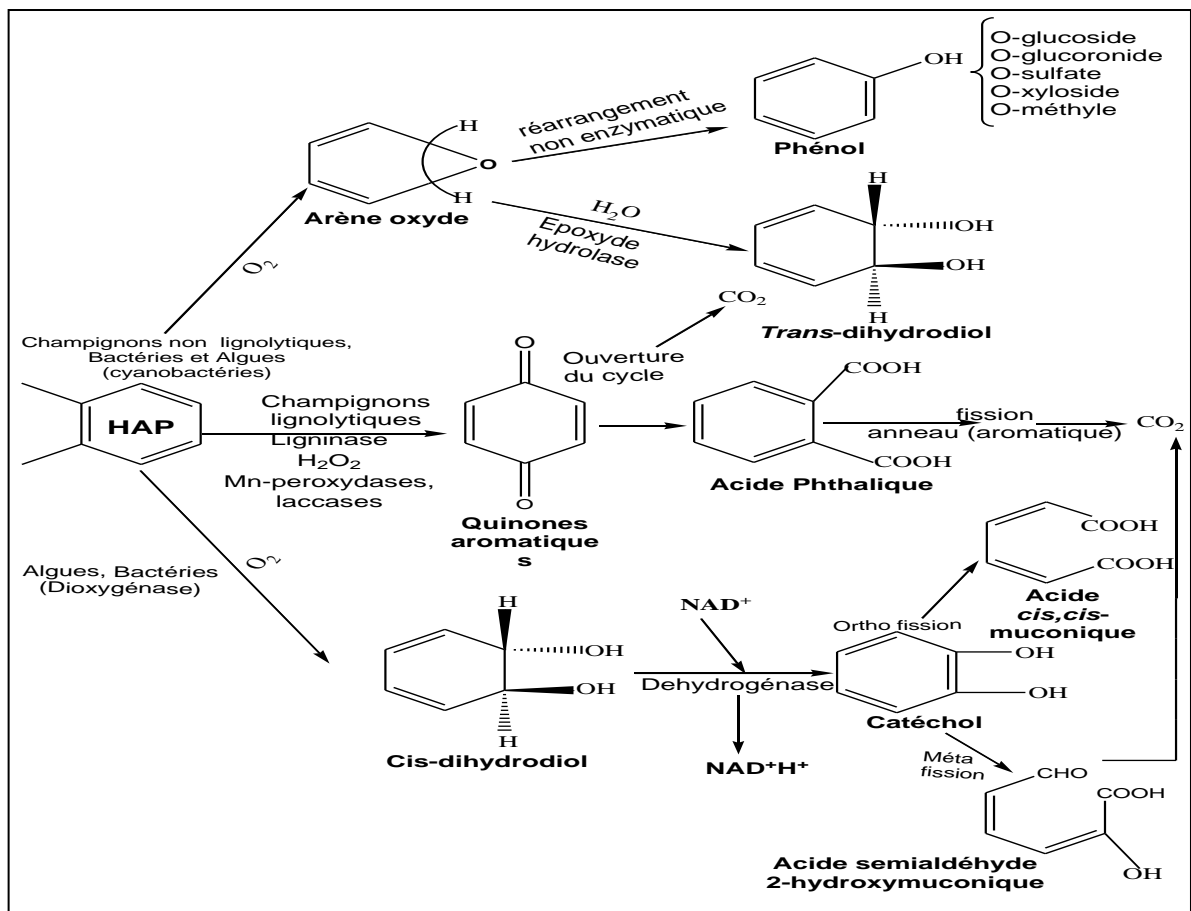 OH
O-glucoside
O-glucoronide
O-sulfate
O-xyloside
O-méthyle
Phénol
réarrangement
non enzymatique
H
O
H
Arène oxyde
O2
H2O
Epoxyde
hydrolase
H
OH
OH
H
Trans-dihydrodiol
Champignons non lignolytiques,
Bactéries et Algues
(cyanobactéries)
HAP
Champignons
lignolytiques
Ligninase
H2O2
Mn-peroxydases,
laccases
O
O
Quinones
aromatique
s
CO2
Ouverture
du cycle
COOH
COOH
Acide Phthalique
fission
anneau (aromatique)
CO2
Algues, Bactéries
(Dioxygénase)
O2
H
OH
OH
H
Cis-dihydrodiol
NAD+
Dehydrogénase
NAD+H+
Ortho fission
OH
OH
Catéchol
COOH
COOH
Acide
cis,cis-
muconique
Méta
fission
CHO
COOH
OH
Acide semialdéhyde
2-hydroxymuconique